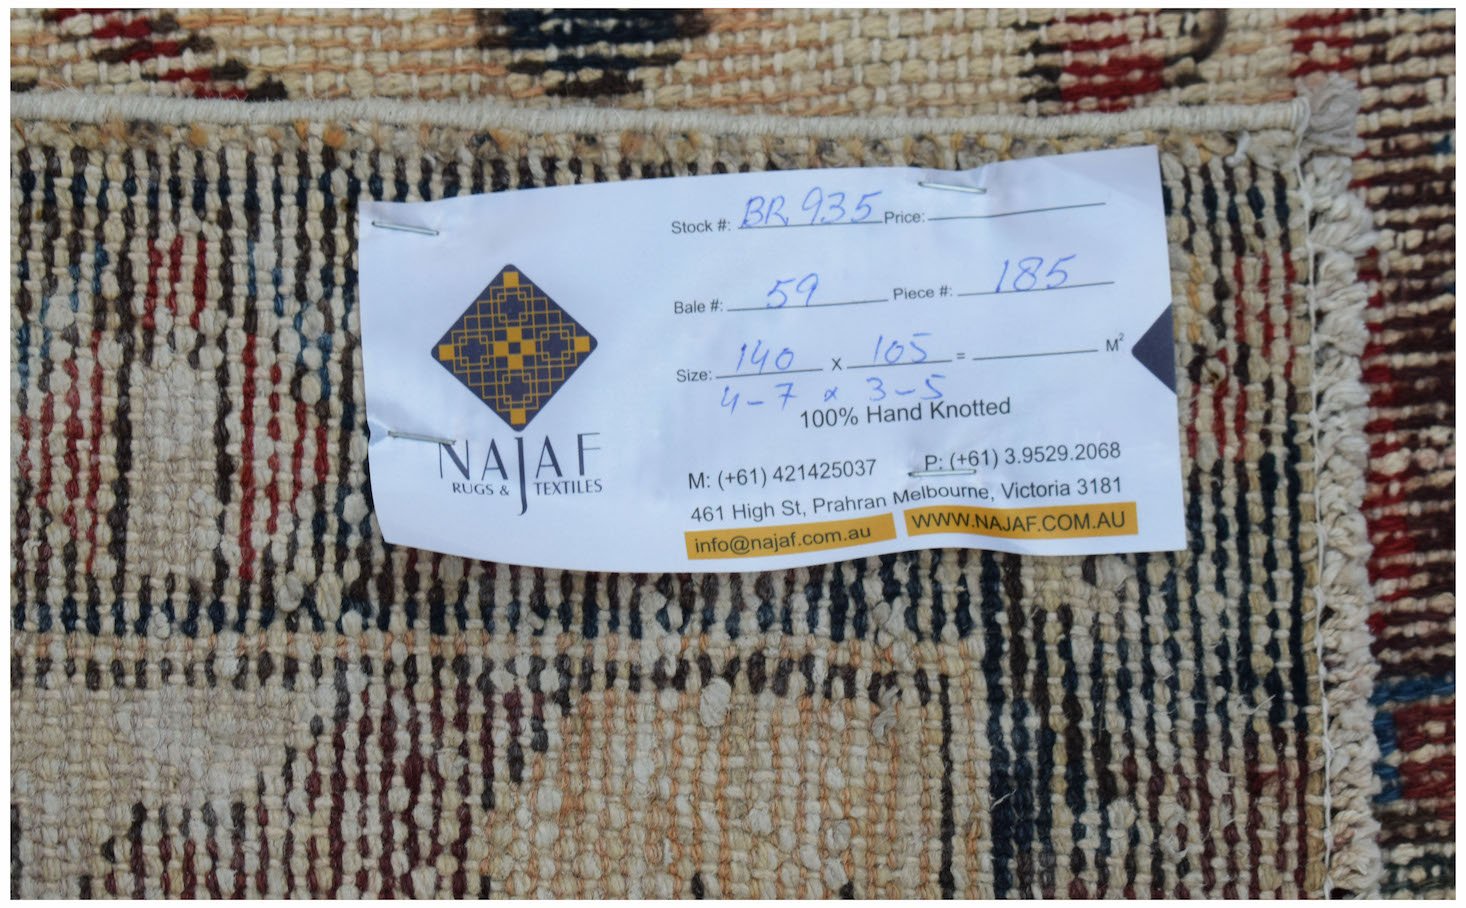 Stock #: BR 935 Price:
Bale #: 59 Piece #: 185
Size: 140 x 105 = M²
4-7 x 3-5
100% Hand Knotted
NAJAF
RUGS & TEXTILES
M: (+61) 421425037 P: (+61) 3.9529.2068
461 High St, Prahran Melbourne, Victoria 3181
info@najaf.com.au WWW.NAJAF.COM.AU